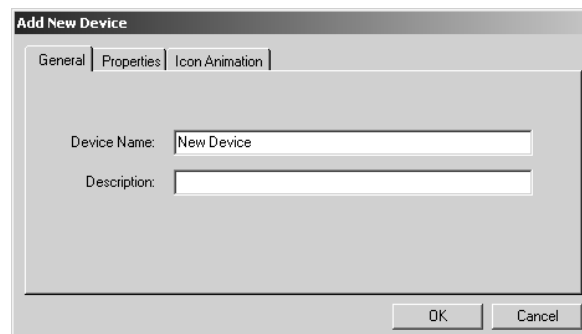 Add New Device
General Properties Icon Animation
Device Name: New Device
Description:
OK Cancel